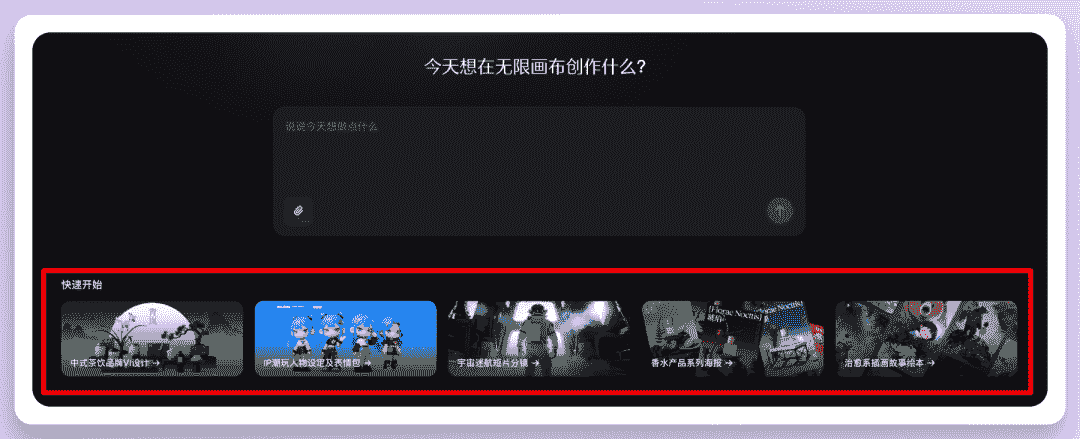 今天想在无限画布创作什么?
说说今天想做点什么
快速开始
中式茶饮品牌VI设计 →
IP潮玩人物设定及表情包 →
宇宙迷航短片分镜 →
香水产品系列海报 →
治愈系插画故事绘本 →
[Horae Noctis]